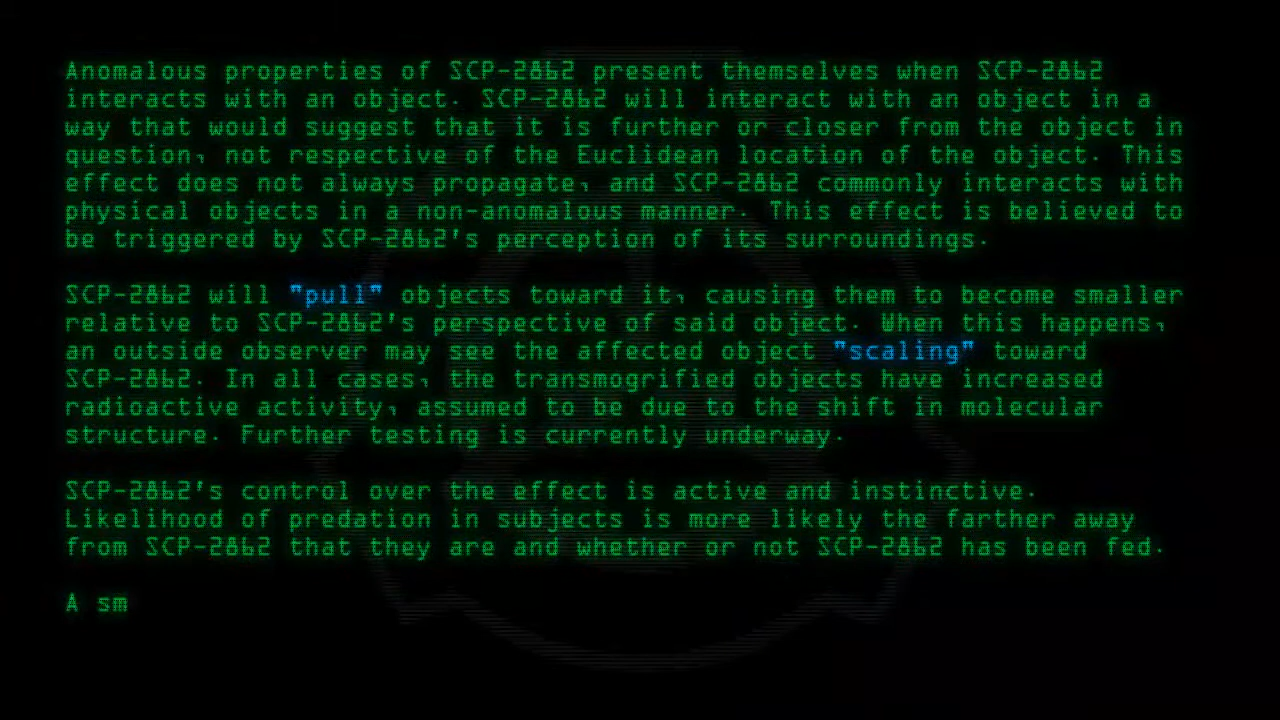 Anomalous properties of SCP-2862 present themselves when SCP-2862
interacts with an object. SCP-2862 will interact with an object in a
way that would suggest that it is further or closer from the object in
question, not respective of the Euclidean location of the object. This
effect does not always propagate, and SCP-2862 commonly interacts with
physical objects in a non-anomalous manner. This effect is believed to
be triggered by SCP-2862's perception of its surroundings.
SCP-2862 will "pull" objects toward it, causing them to become smaller
relative to SCP-2862's perspective of said object. When this happens,
an outside observer may see the affected object "scaling" toward
SCP-2862. In all cases, the transmogrified objects have increased
radioactive activity, assumed to be due to the shift in molecular
structure. Further testing is currently underway.
SCP-2862's control over the effect is active and instinctive.
Likelihood of predation in subjects is more likely the farther away
from SCP-2862 that they are and whether or not SCP-2862 has been fed.
A sm